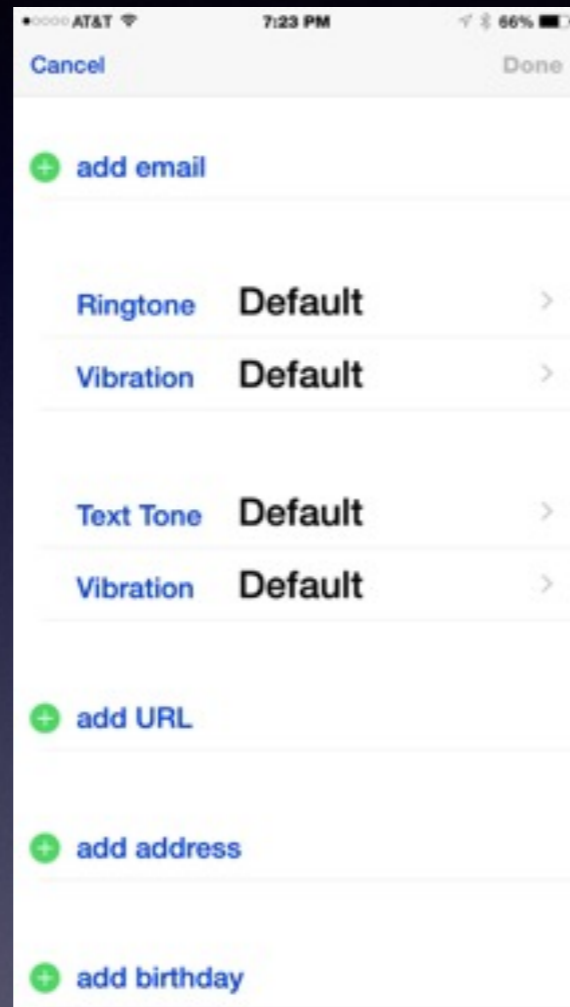 AT&T 7:23 PM 66%
Cancel Done
add email
Ringtone Default
Vibration Default
Text Tone Default
Vibration Default
add URL
add address
add birthday